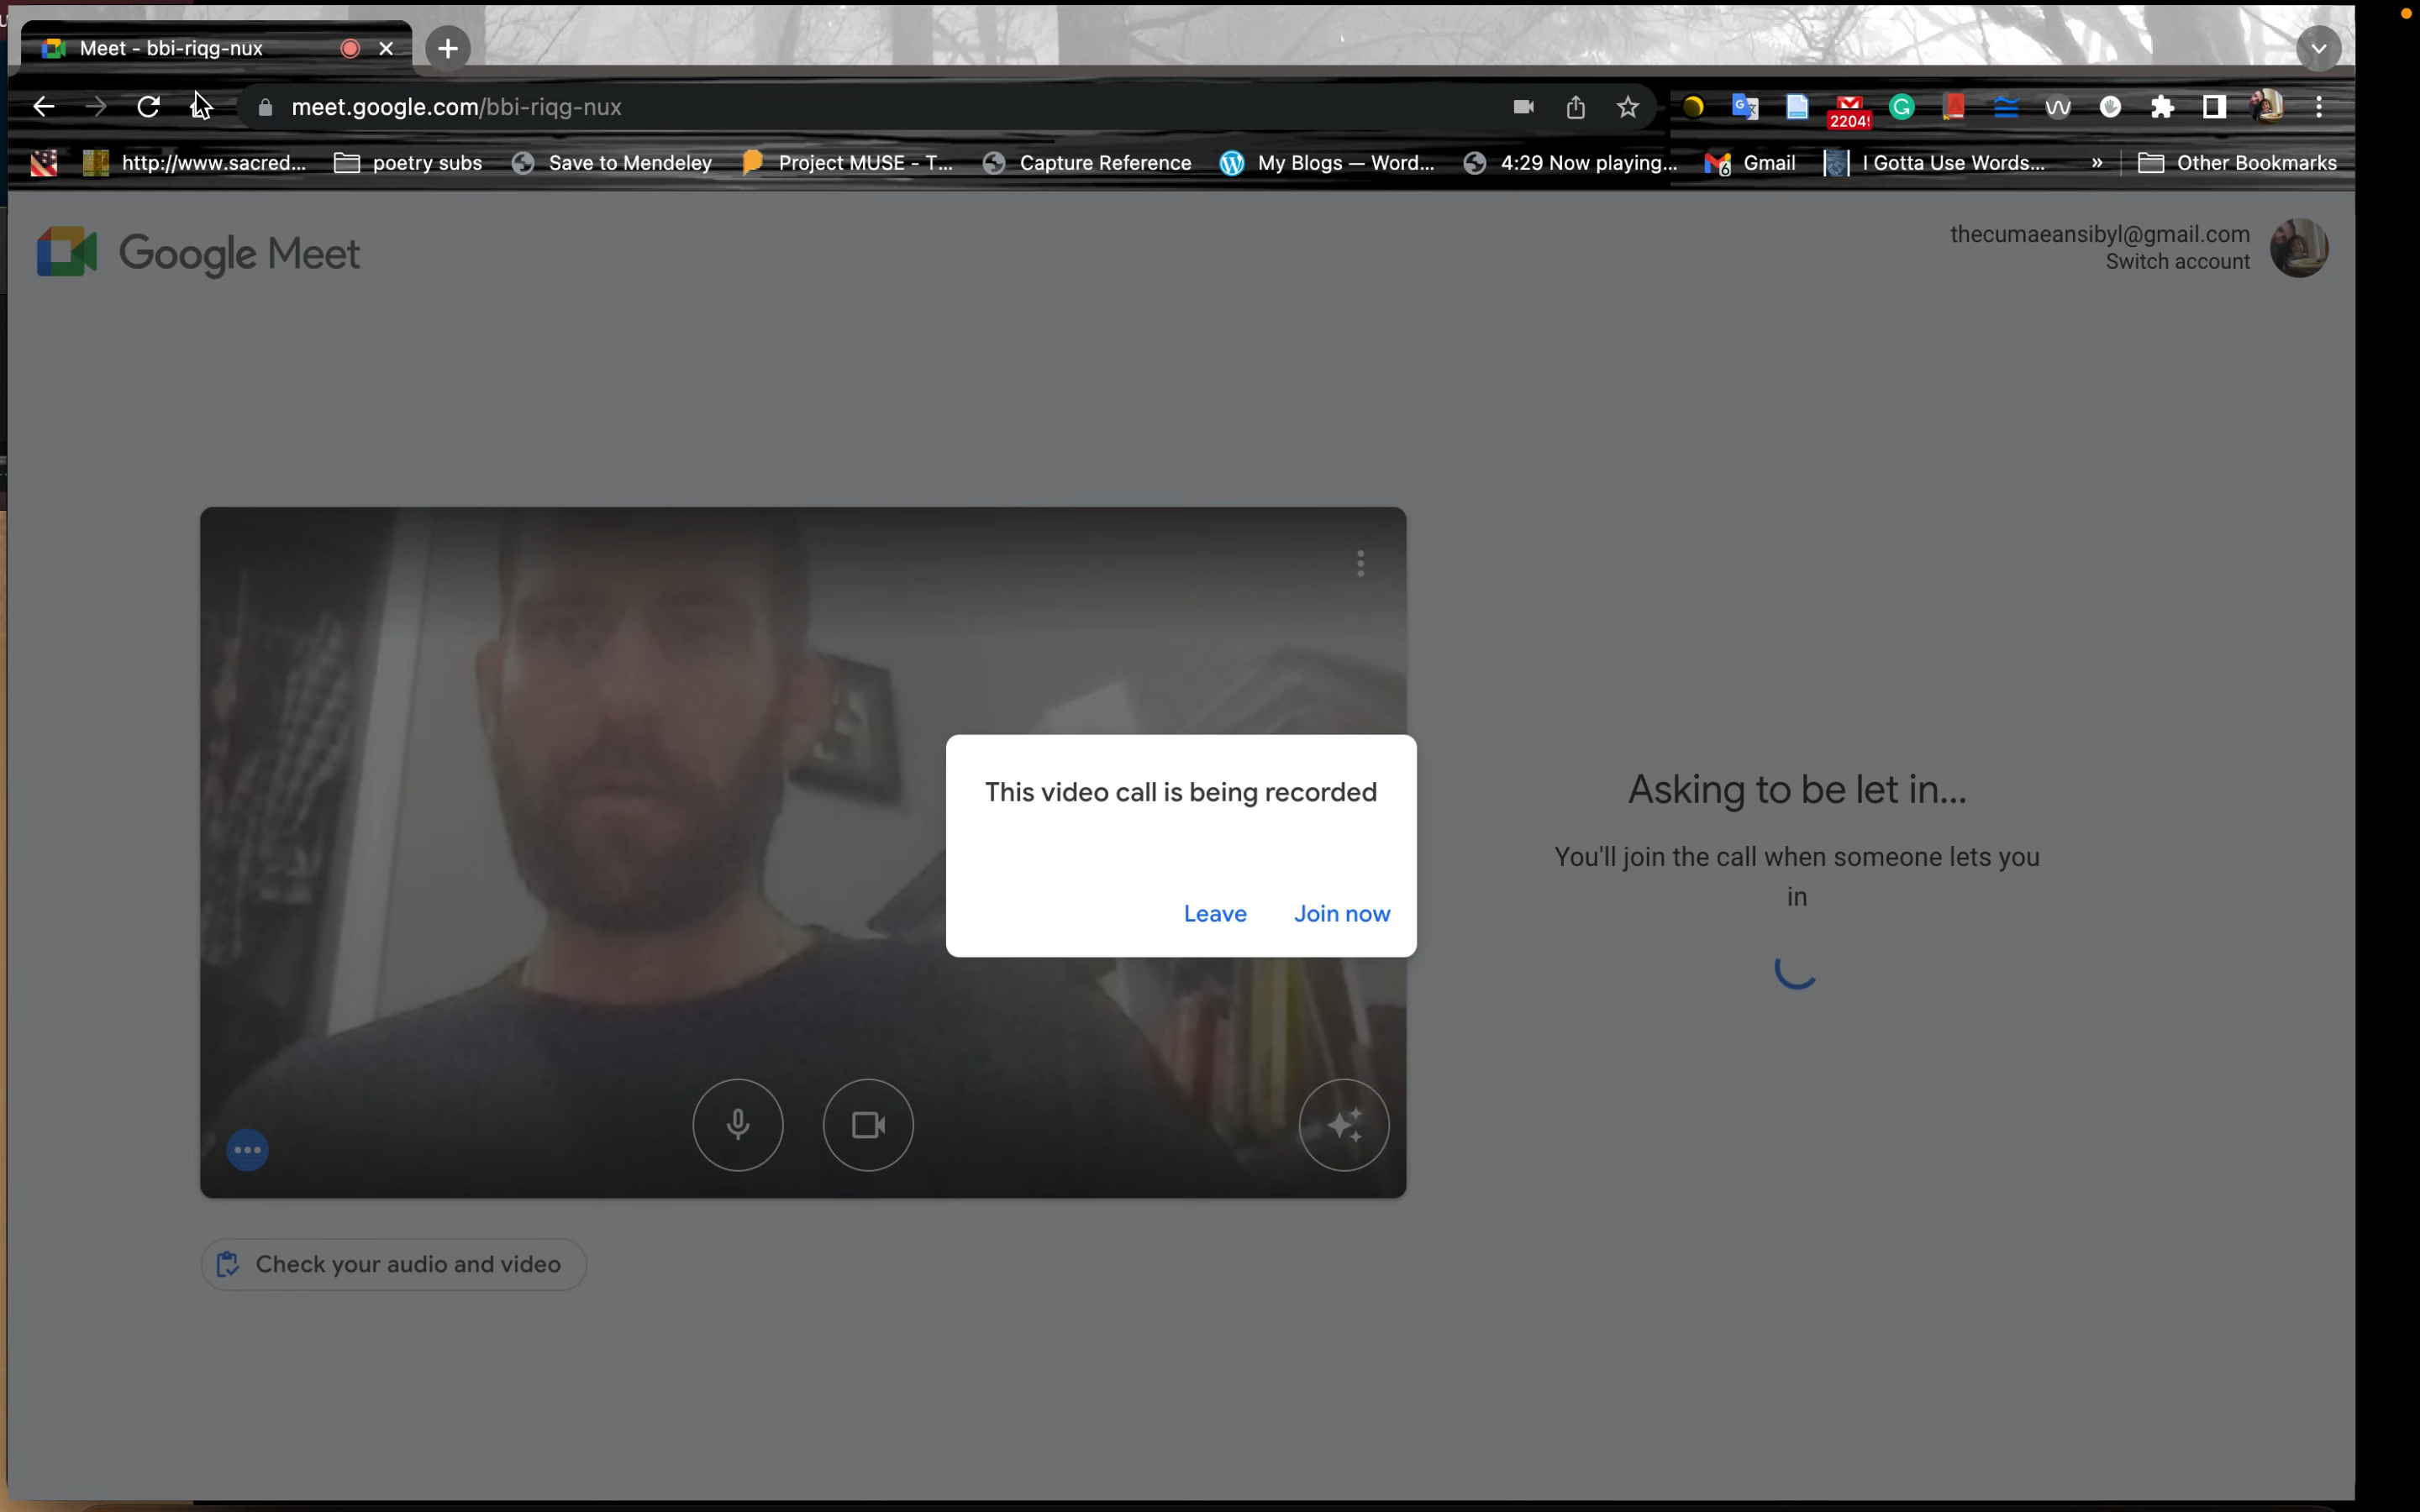 Meet - bbi-riqg-nux
meet.google.com/bbi-riqg-nux
http://www.sacred... poetry subs Save to Mendeley Project MUSE - T... Capture Reference My Blogs — Word... 4:29 Now playing... Gmail I Gotta Use Words... » Other Bookmarks
Google Meet
thecumaeansibyl@gmail.com
Switch account
This video call is being recorded
Leave Join now
Asking to be let in...
You'll join the call when someone lets you
in
Check your audio and video